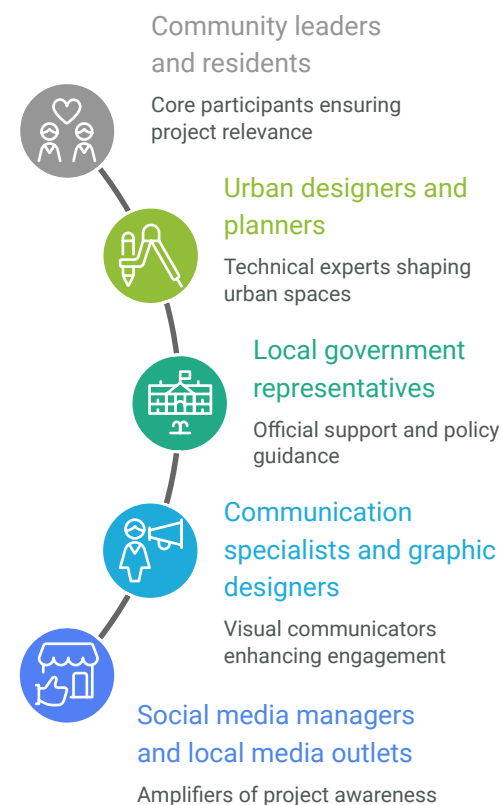 Community leaders
and residents
Core participants ensuring
project relevance
Urban designers and
planners
Technical experts shaping
urban spaces
Local government
representatives
Official support and policy
guidance
Communication
specialists and graphic
designers
Visual communicators
enhancing engagement
Social media managers
and local media outlets
Amplifiers of project awareness